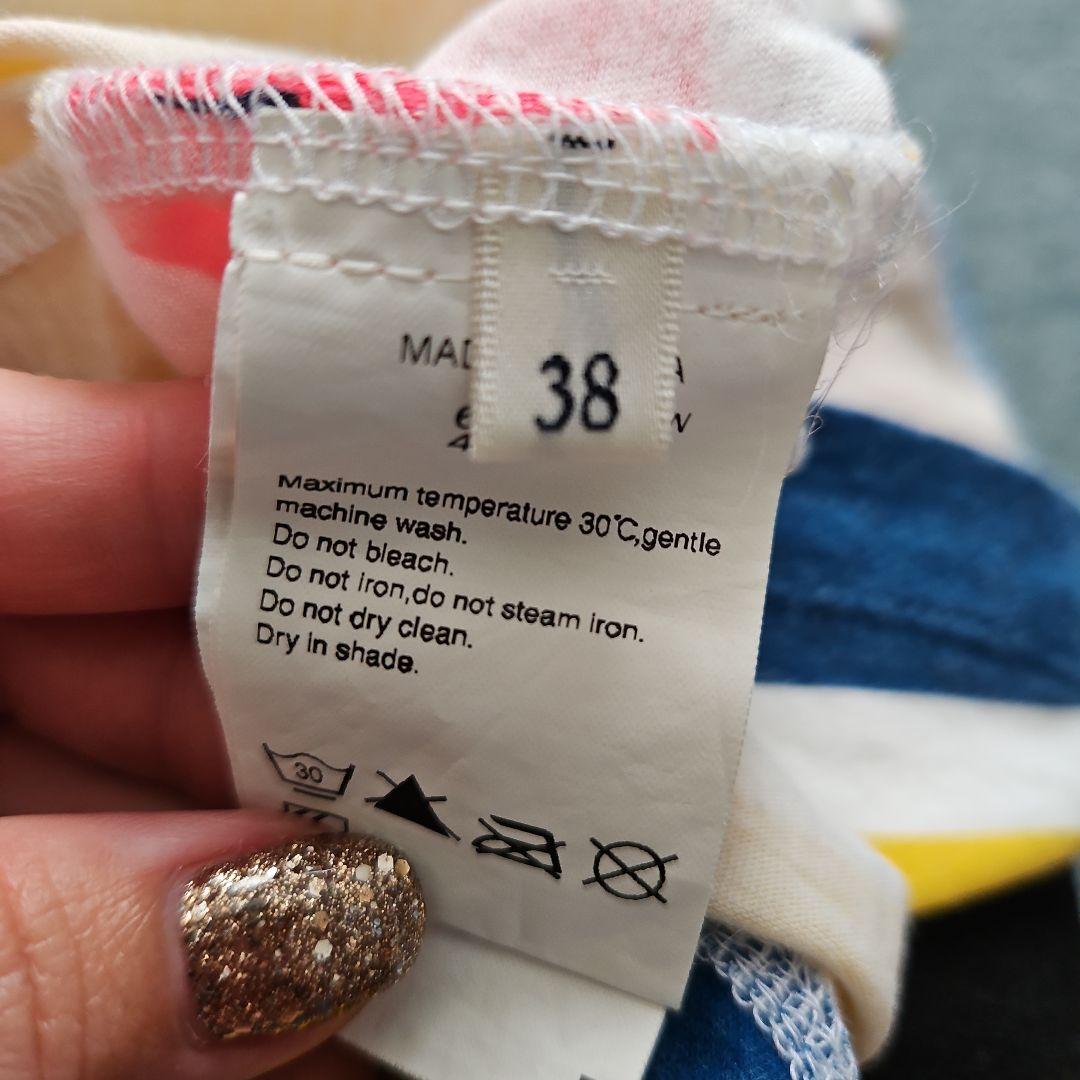 38
Maximum temperature 30℃,gentle
machine wash.
Do not bleach.
Do not iron,do not steam iron.
Do not dry clean.
Dry in shade.
30